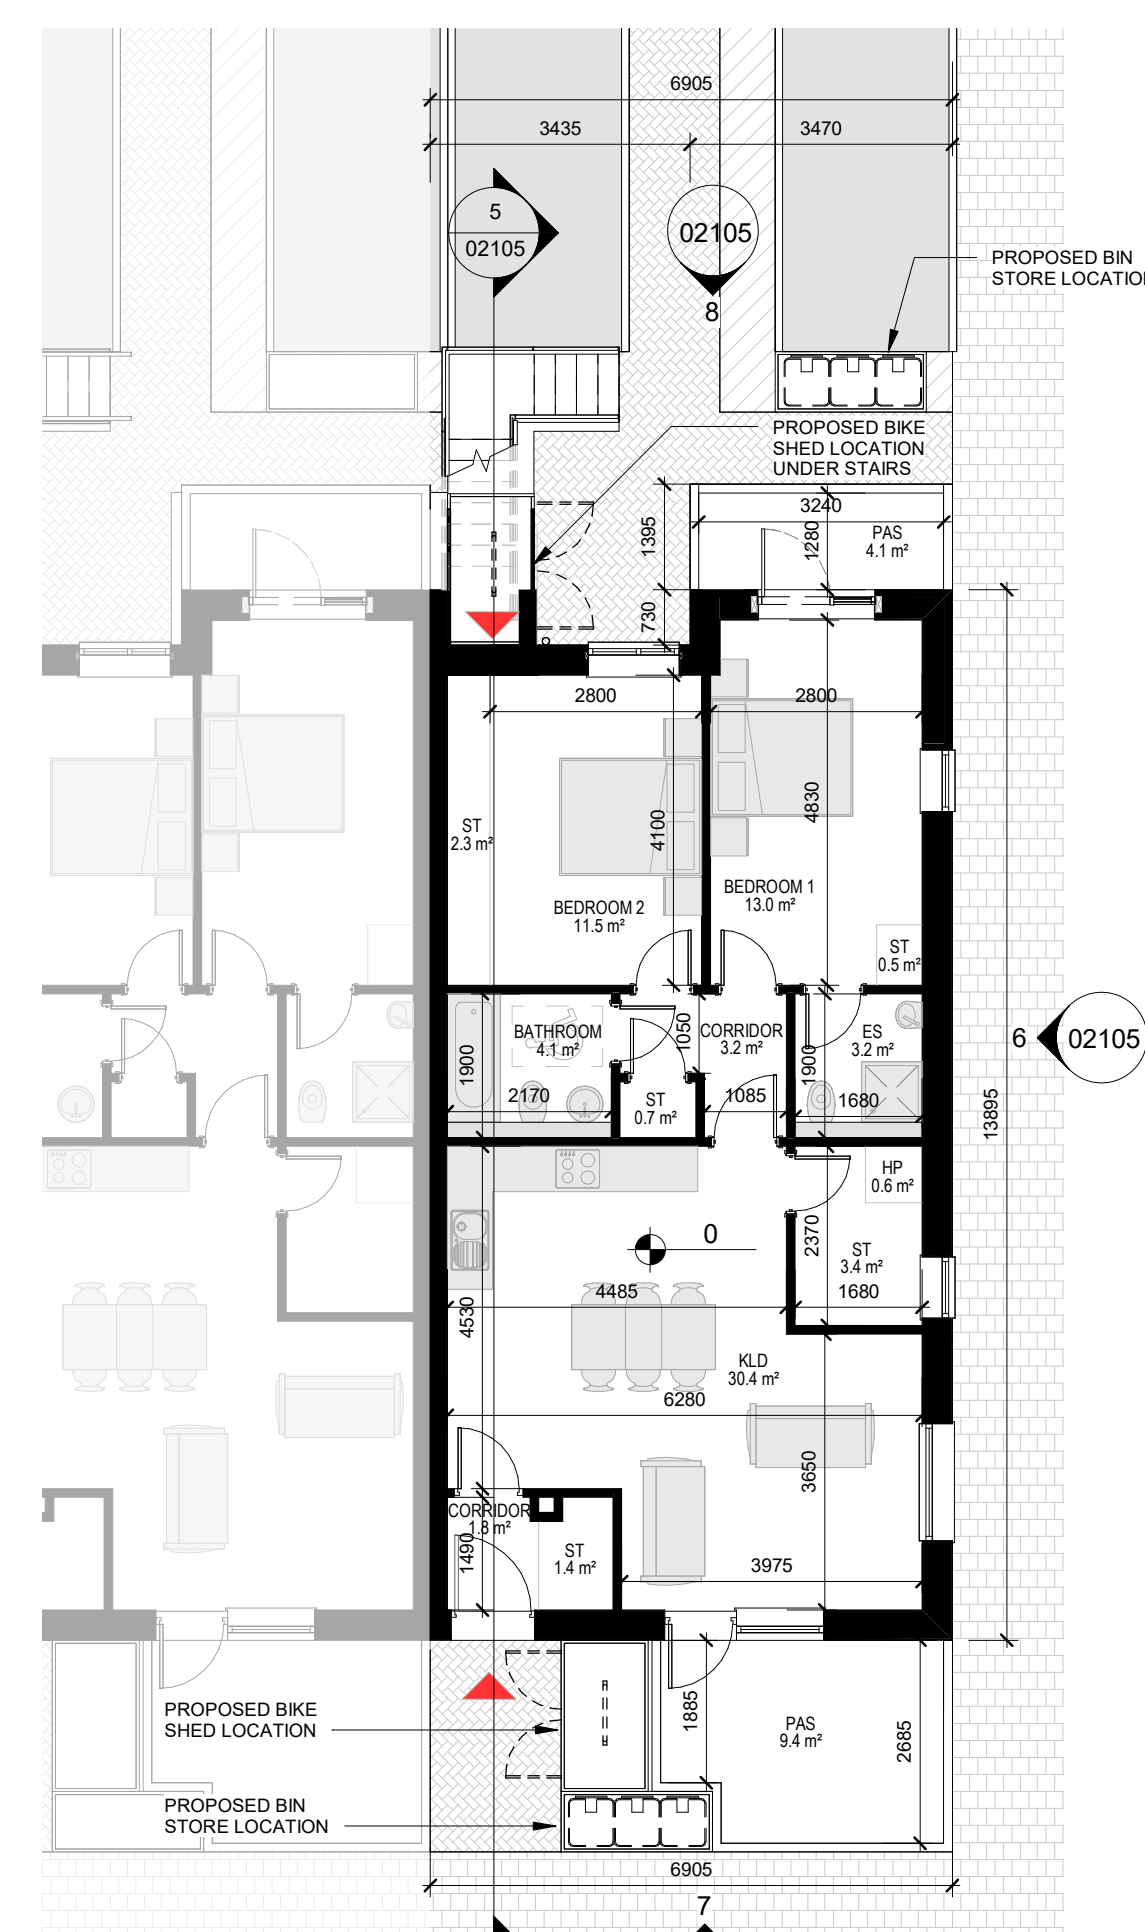 6905
3435
3470
5
02105
02105
8
PROPOSED BIN
PROPOSED BIKE
SHED LOCATION
UNDER STAIRS
3240
1395
1280
PAS
4.1 m²
730
2800
2800
4830
4100
ST
2.3 m²
BEDROOM 1
13.0 m²
BEDROOM 2
11.5 m²
ST
0.5 m²
BATHROOM
4.1 m²
1050
CORRIDOR
3.2 m²
ES
3.2 m²
6
02105
1900
1900
2170
ST
0.7 m²
1085
1680
13895
HP
0.6 m²
0
2370
ST
3.4 m²
4485
1680
4530
KLD
30.4 m²
6280
3650
CORRIDOR
1.8 m²
1490
ST
1.4 m²
3975
PROPOSED BIKE
SHED LOCATION
1885
PAS
9.4 m²
2685
PROPOSED BIN
STORE LOCATION
6905
7